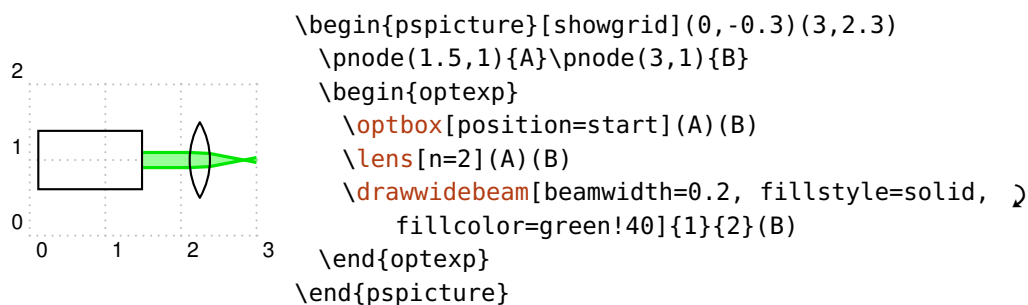 2
1
0
0 1 2 3
\begin{pspicture}[showgrid](0,-0.3)(3,2.3)
  \pnode(1.5,1){A}\pnode(3,1){B}
  \begin{optexp}
    \optbox[position=start](A)(B)
    \lens[n=2](A)(B)
    \drawwidebeam[beamwidth=0.2, fillstyle=solid,
        fillcolor=green!40]{1}{2}(B)
  \end{optexp}
\end{pspicture}